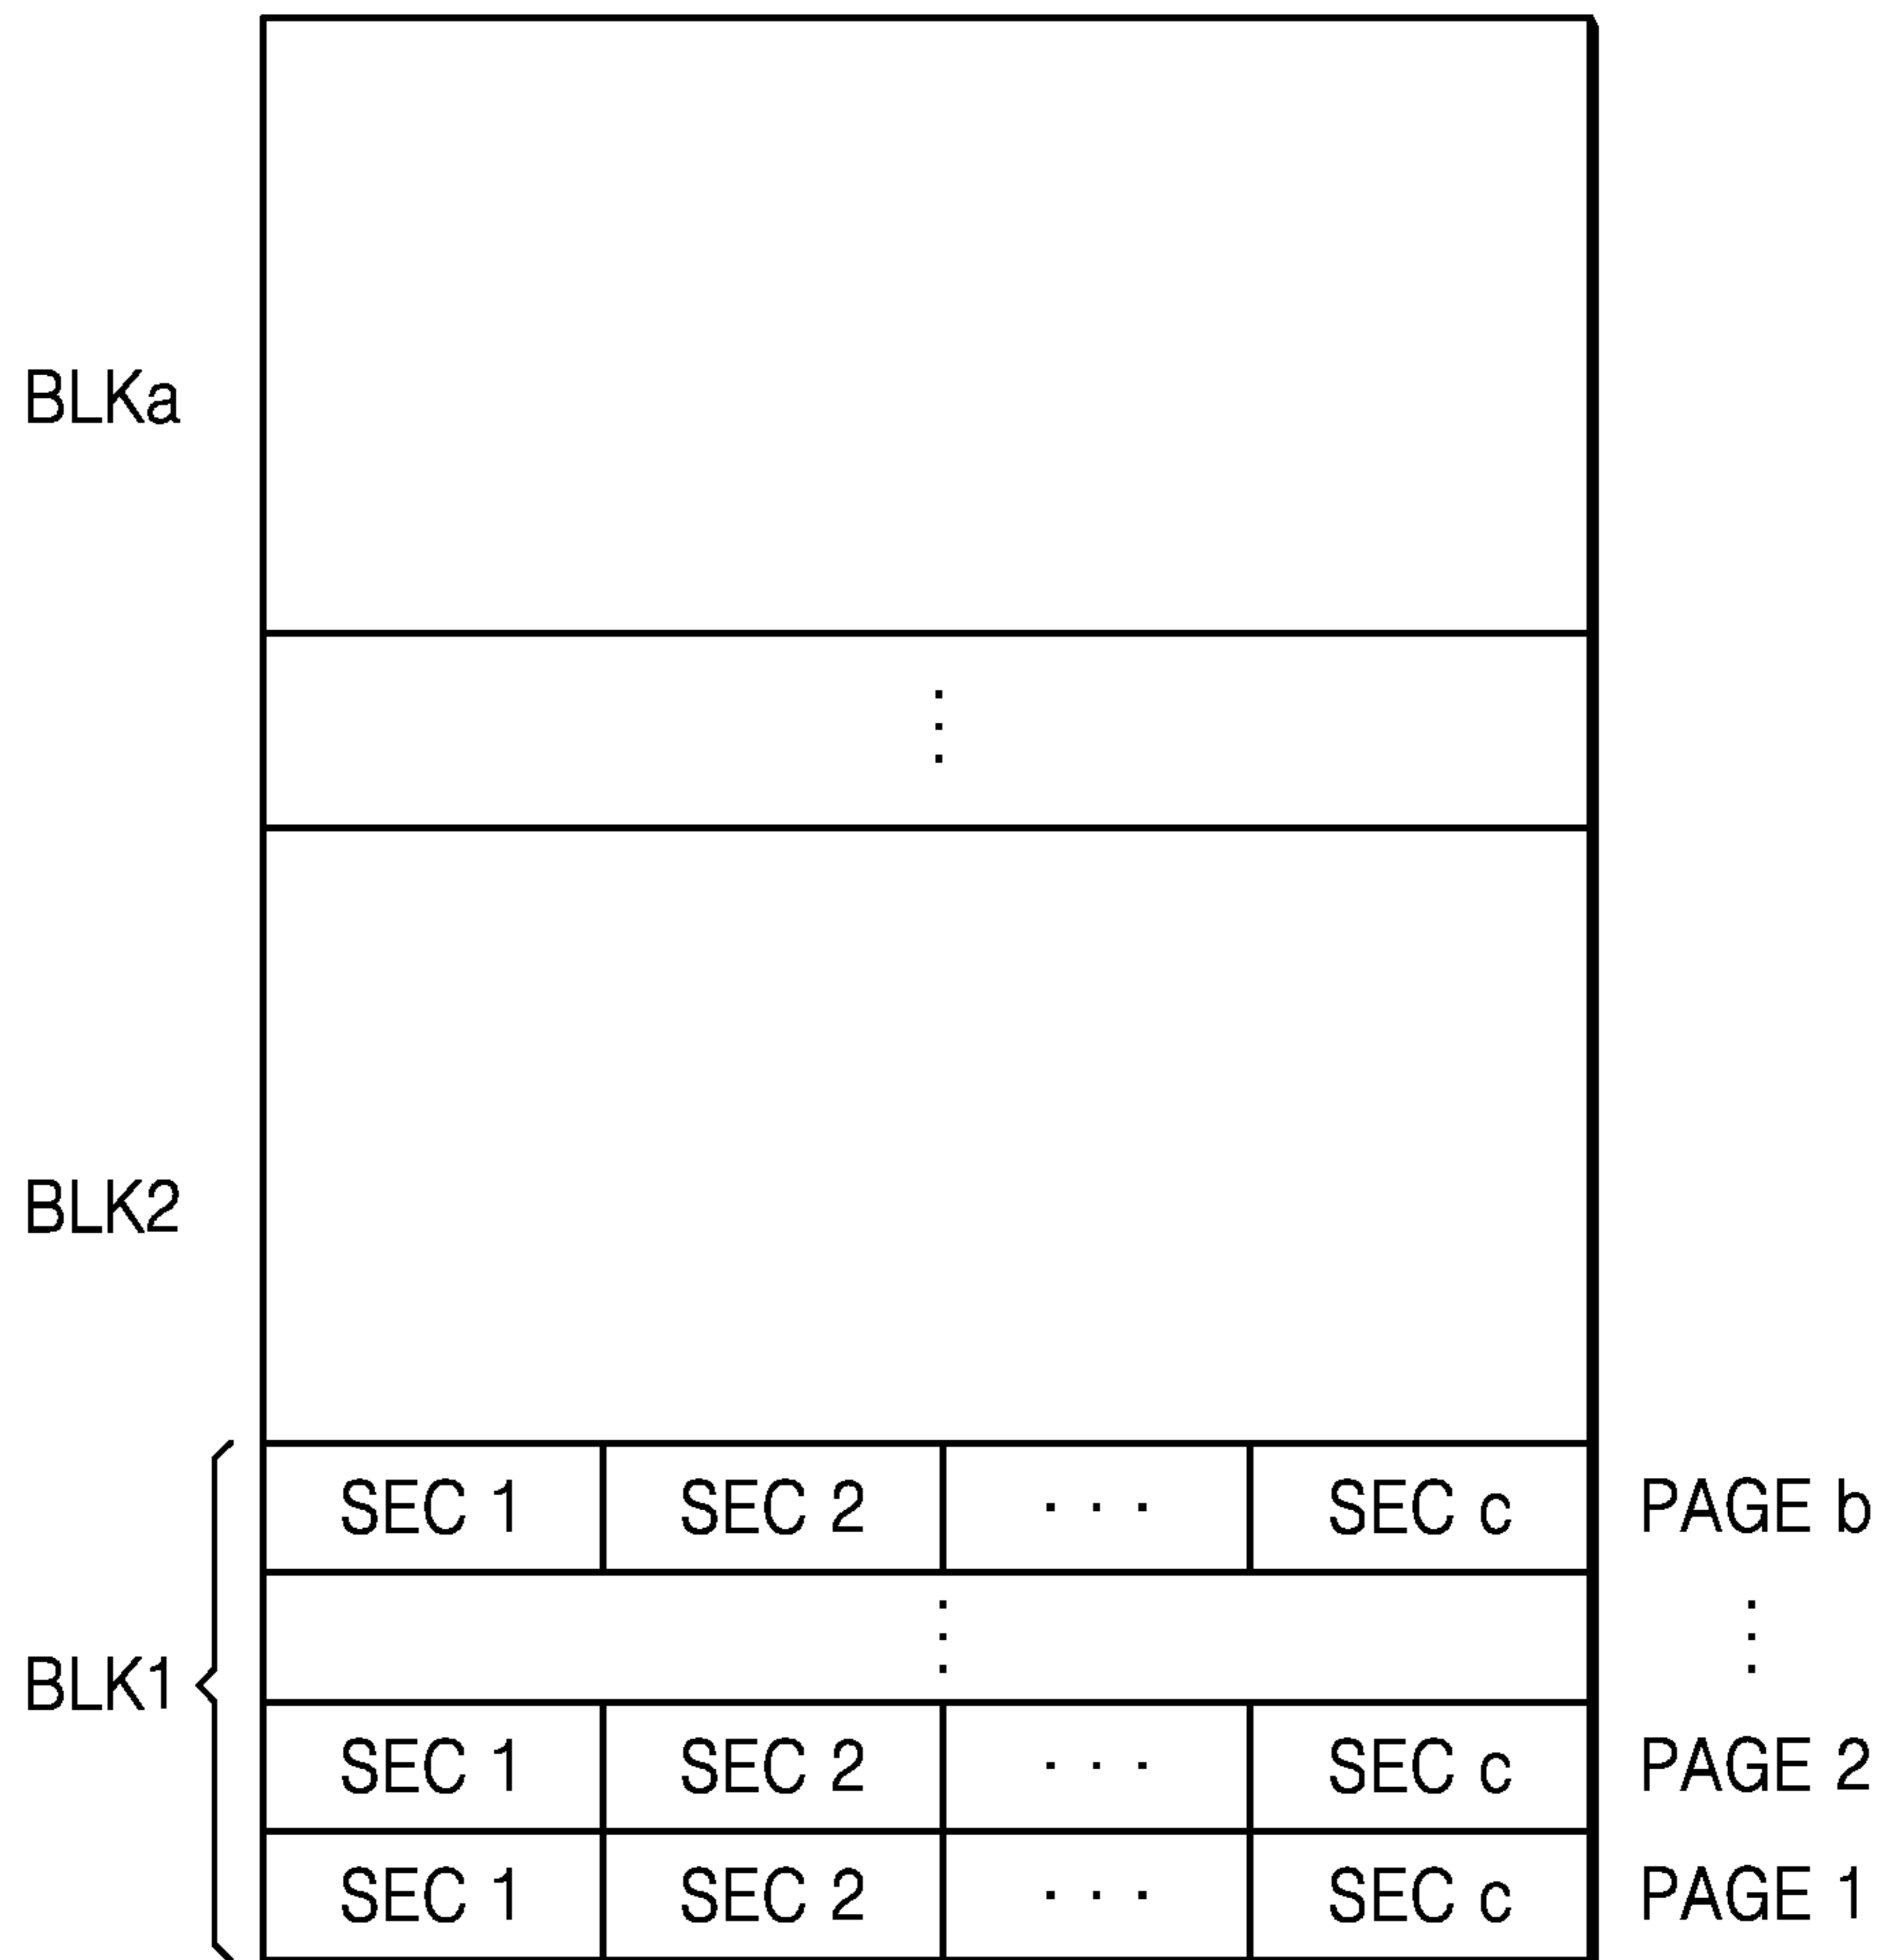 BLKa
⋮
BLK2
SEC 1 SEC 2 ... SEC c PAGE b
⋮ ⋮
BLK1
SEC 1 SEC 2 ... SEC c PAGE 2
SEC 1 SEC 2 ... SEC c PAGE 1